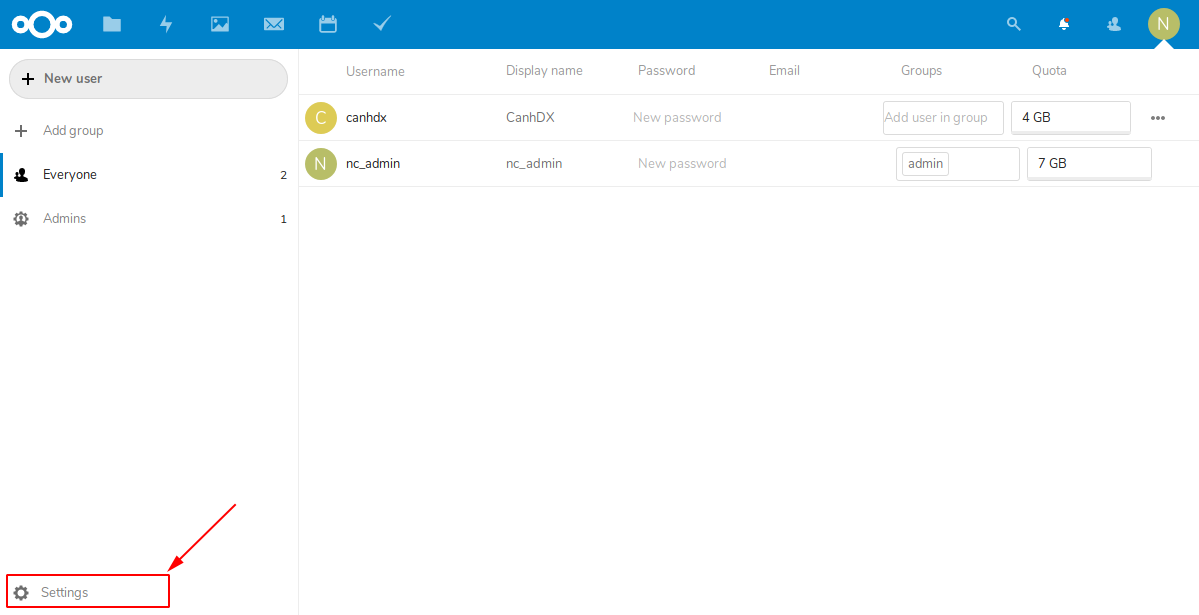 N
New user
Add group
Everyone 2
Admins 1
Settings
Username Display name Password Email Groups Quota
C canhdx CanhDX New password Add user in group 4 GB
N nc_admin nc_admin New password admin 7 GB